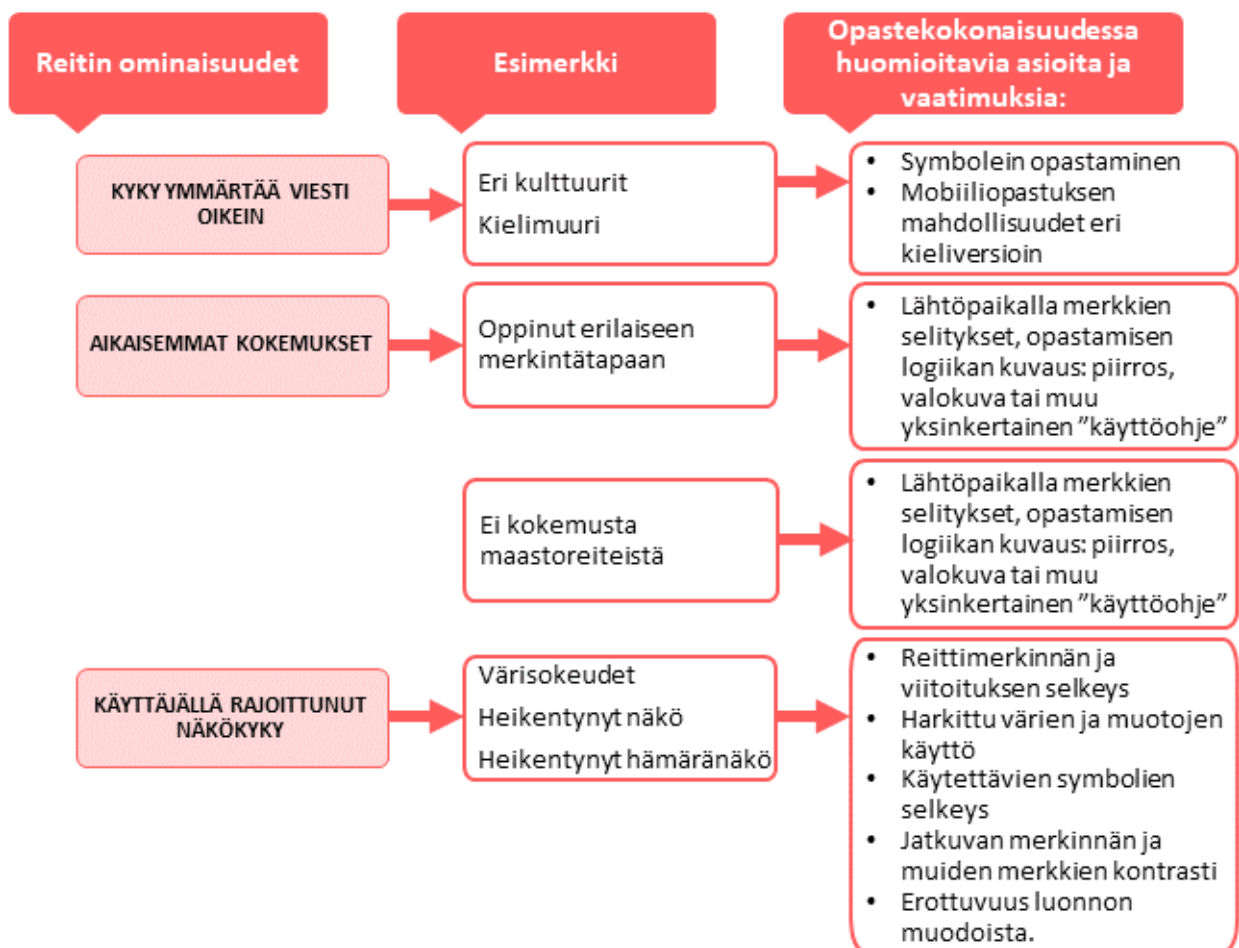 Reitin ominaisuudet
Esimerkki
Opastekokonaisuudessa
huomioitavia asioita ja
vaatimuksia:
KYKY YMMÄRTÄÄ VIESTI
OIKEIN
Eri kulttuurit
Kielimuuri
• Symbolein opastaminen
• Mobiiliopastuksen
mahdollisuudet eri
kieliversioin
AIKAISEMMAT KOKEMUKSET
Oppinut erilaiseen
merkintätapaan
• Lähtöpaikalla merkkien
selitykset, opastamisen
logiikan kuvaus: piirros,
valokuva tai muu
yksinkertainen ”käyttöohje”
Ei kokemusta
maastoreiteistä
• Lähtöpaikalla merkkien
selitykset, opastamisen
logiikan kuvaus: piirros,
valokuva tai muu
yksinkertainen ”käyttöohje”
KÄYTTÄJÄLLÄ RAJOITTUNUT
NÄKÖKYKY
Värisokeudet
Heikentynyt näkö
Heikentynyt hämäränäkö
• Reittimerkinnän ja
viitoituksen selkeys
• Harkittu värien ja muotojen
käyttö
• Käytettävien symbolien
selkeys
• Jatkuvan merkinnän ja
muiden merkkien kontrasti
• Erottuvuus luonnon
muodoista.